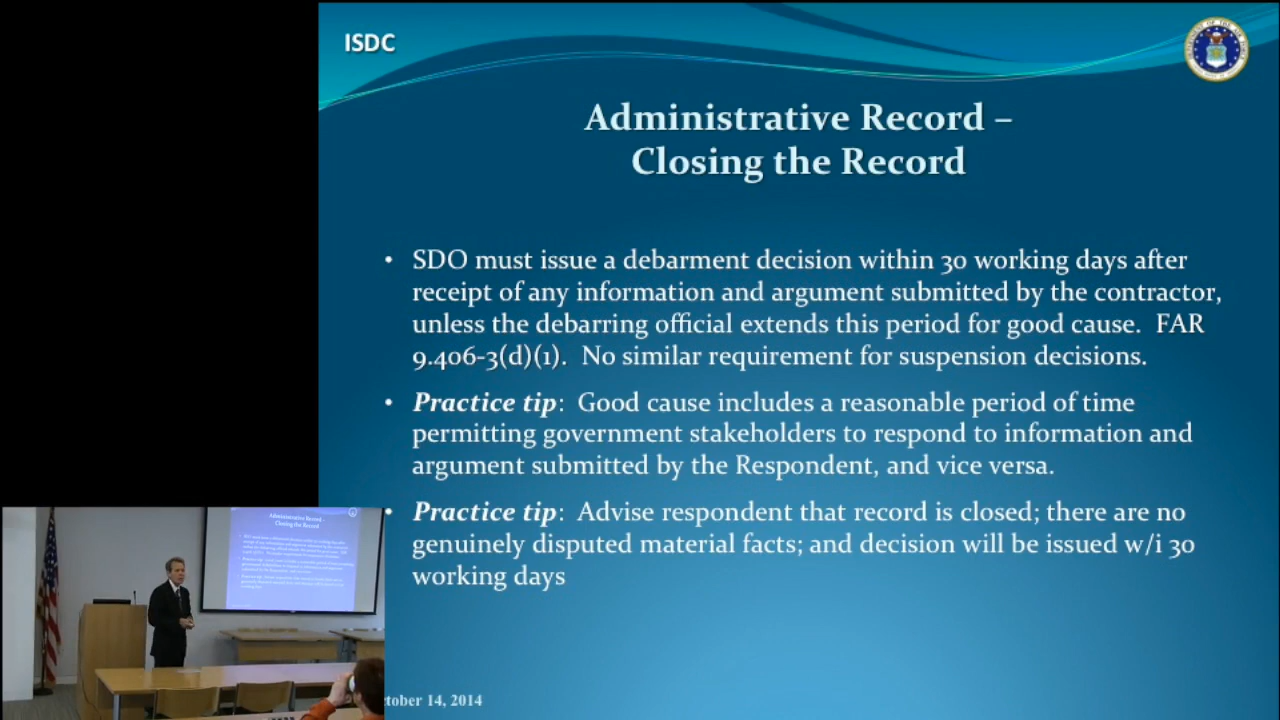 ISDC
Administrative Record –
Closing the Record
• SDO must issue a debarment decision within 30 working days after
receipt of any information and argument submitted by the contractor,
unless the debarring official extends this period for good cause. FAR
9.406-3(d)(1). No similar requirement for suspension decisions.
• Practice tip: Good cause includes a reasonable period of time
permitting government stakeholders to respond to information and
argument submitted by the Respondent, and vice versa.
• Practice tip: Advise respondent that record is closed; there are no
genuinely disputed material facts; and decision will be issued w/i 30
working days
Administrative Record –
Closing the Record
tober 14, 2014